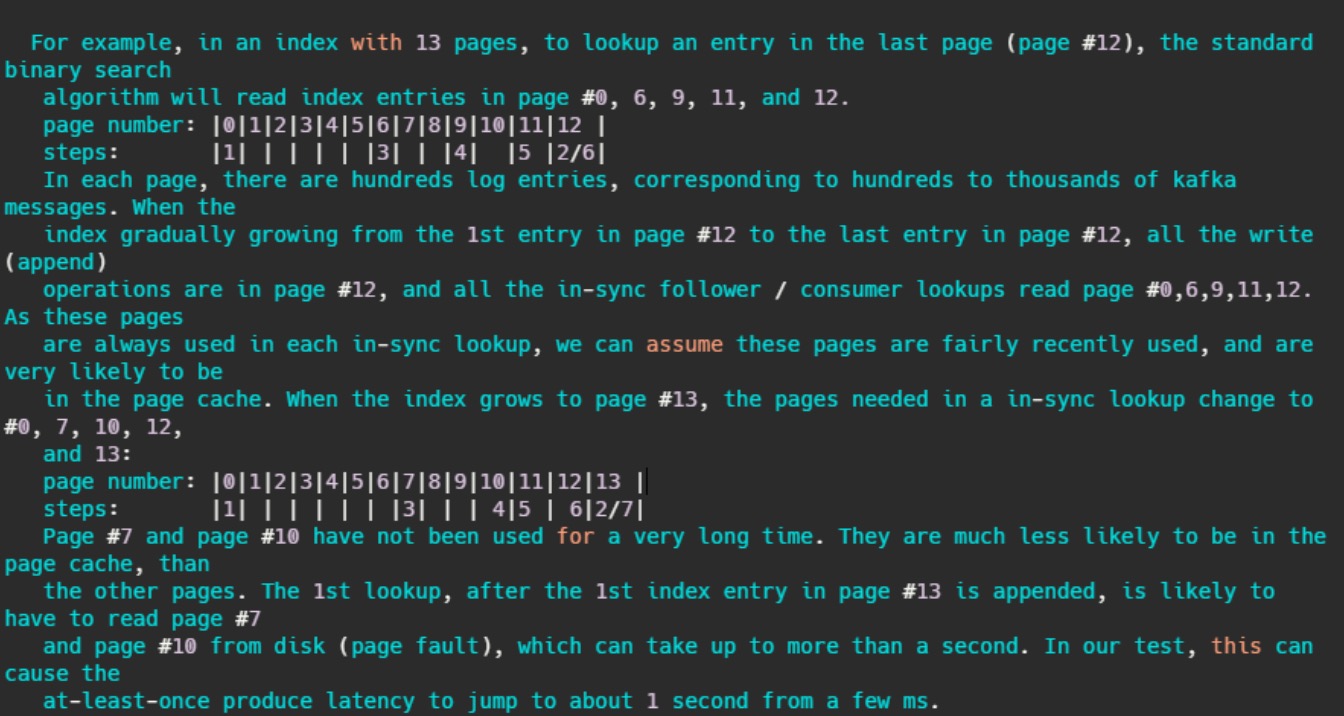 For example, in an index with 13 pages, to lookup an entry in the last page (page #12), the standard
binary search
algorithm will read index entries in page #0, 6, 9, 11, and 12.
page number: |0|1|2|3|4|5|6|7|8|9|10|11|12 |
steps:       |1| | | | | |3| | |4|  |5 |2/6|
In each page, there are hundreds log entries, corresponding to hundreds to thousands of kafka
messages. When the
index gradually growing from the 1st entry in page #12 to the last entry in page #12, all the write
(append)
operations are in page #12, and all the in-sync follower / consumer lookups read page #0,6,9,11,12.
As these pages
are always used in each in-sync lookup, we can assume these pages are fairly recently used, and are
very likely to be
in the page cache. When the index grows to page #13, the pages needed in a in-sync lookup change to
#0, 7, 10, 12,
and 13:
page number: |0|1|2|3|4|5|6|7|8|9|10|11|12|13 |
steps:       |1| | | | | | |3| | | 4|5 | 6|2/7|
Page #7 and page #10 have not been used for a very long time. They are much less likely to be in the
page cache, than
the other pages. The 1st lookup, after the 1st index entry in page #13 is appended, is likely to
have to read page #7
and page #10 from disk (page fault), which can take up to more than a second. In our test, this can
cause the
at-least-once produce latency to jump to about 1 second from a few ms.